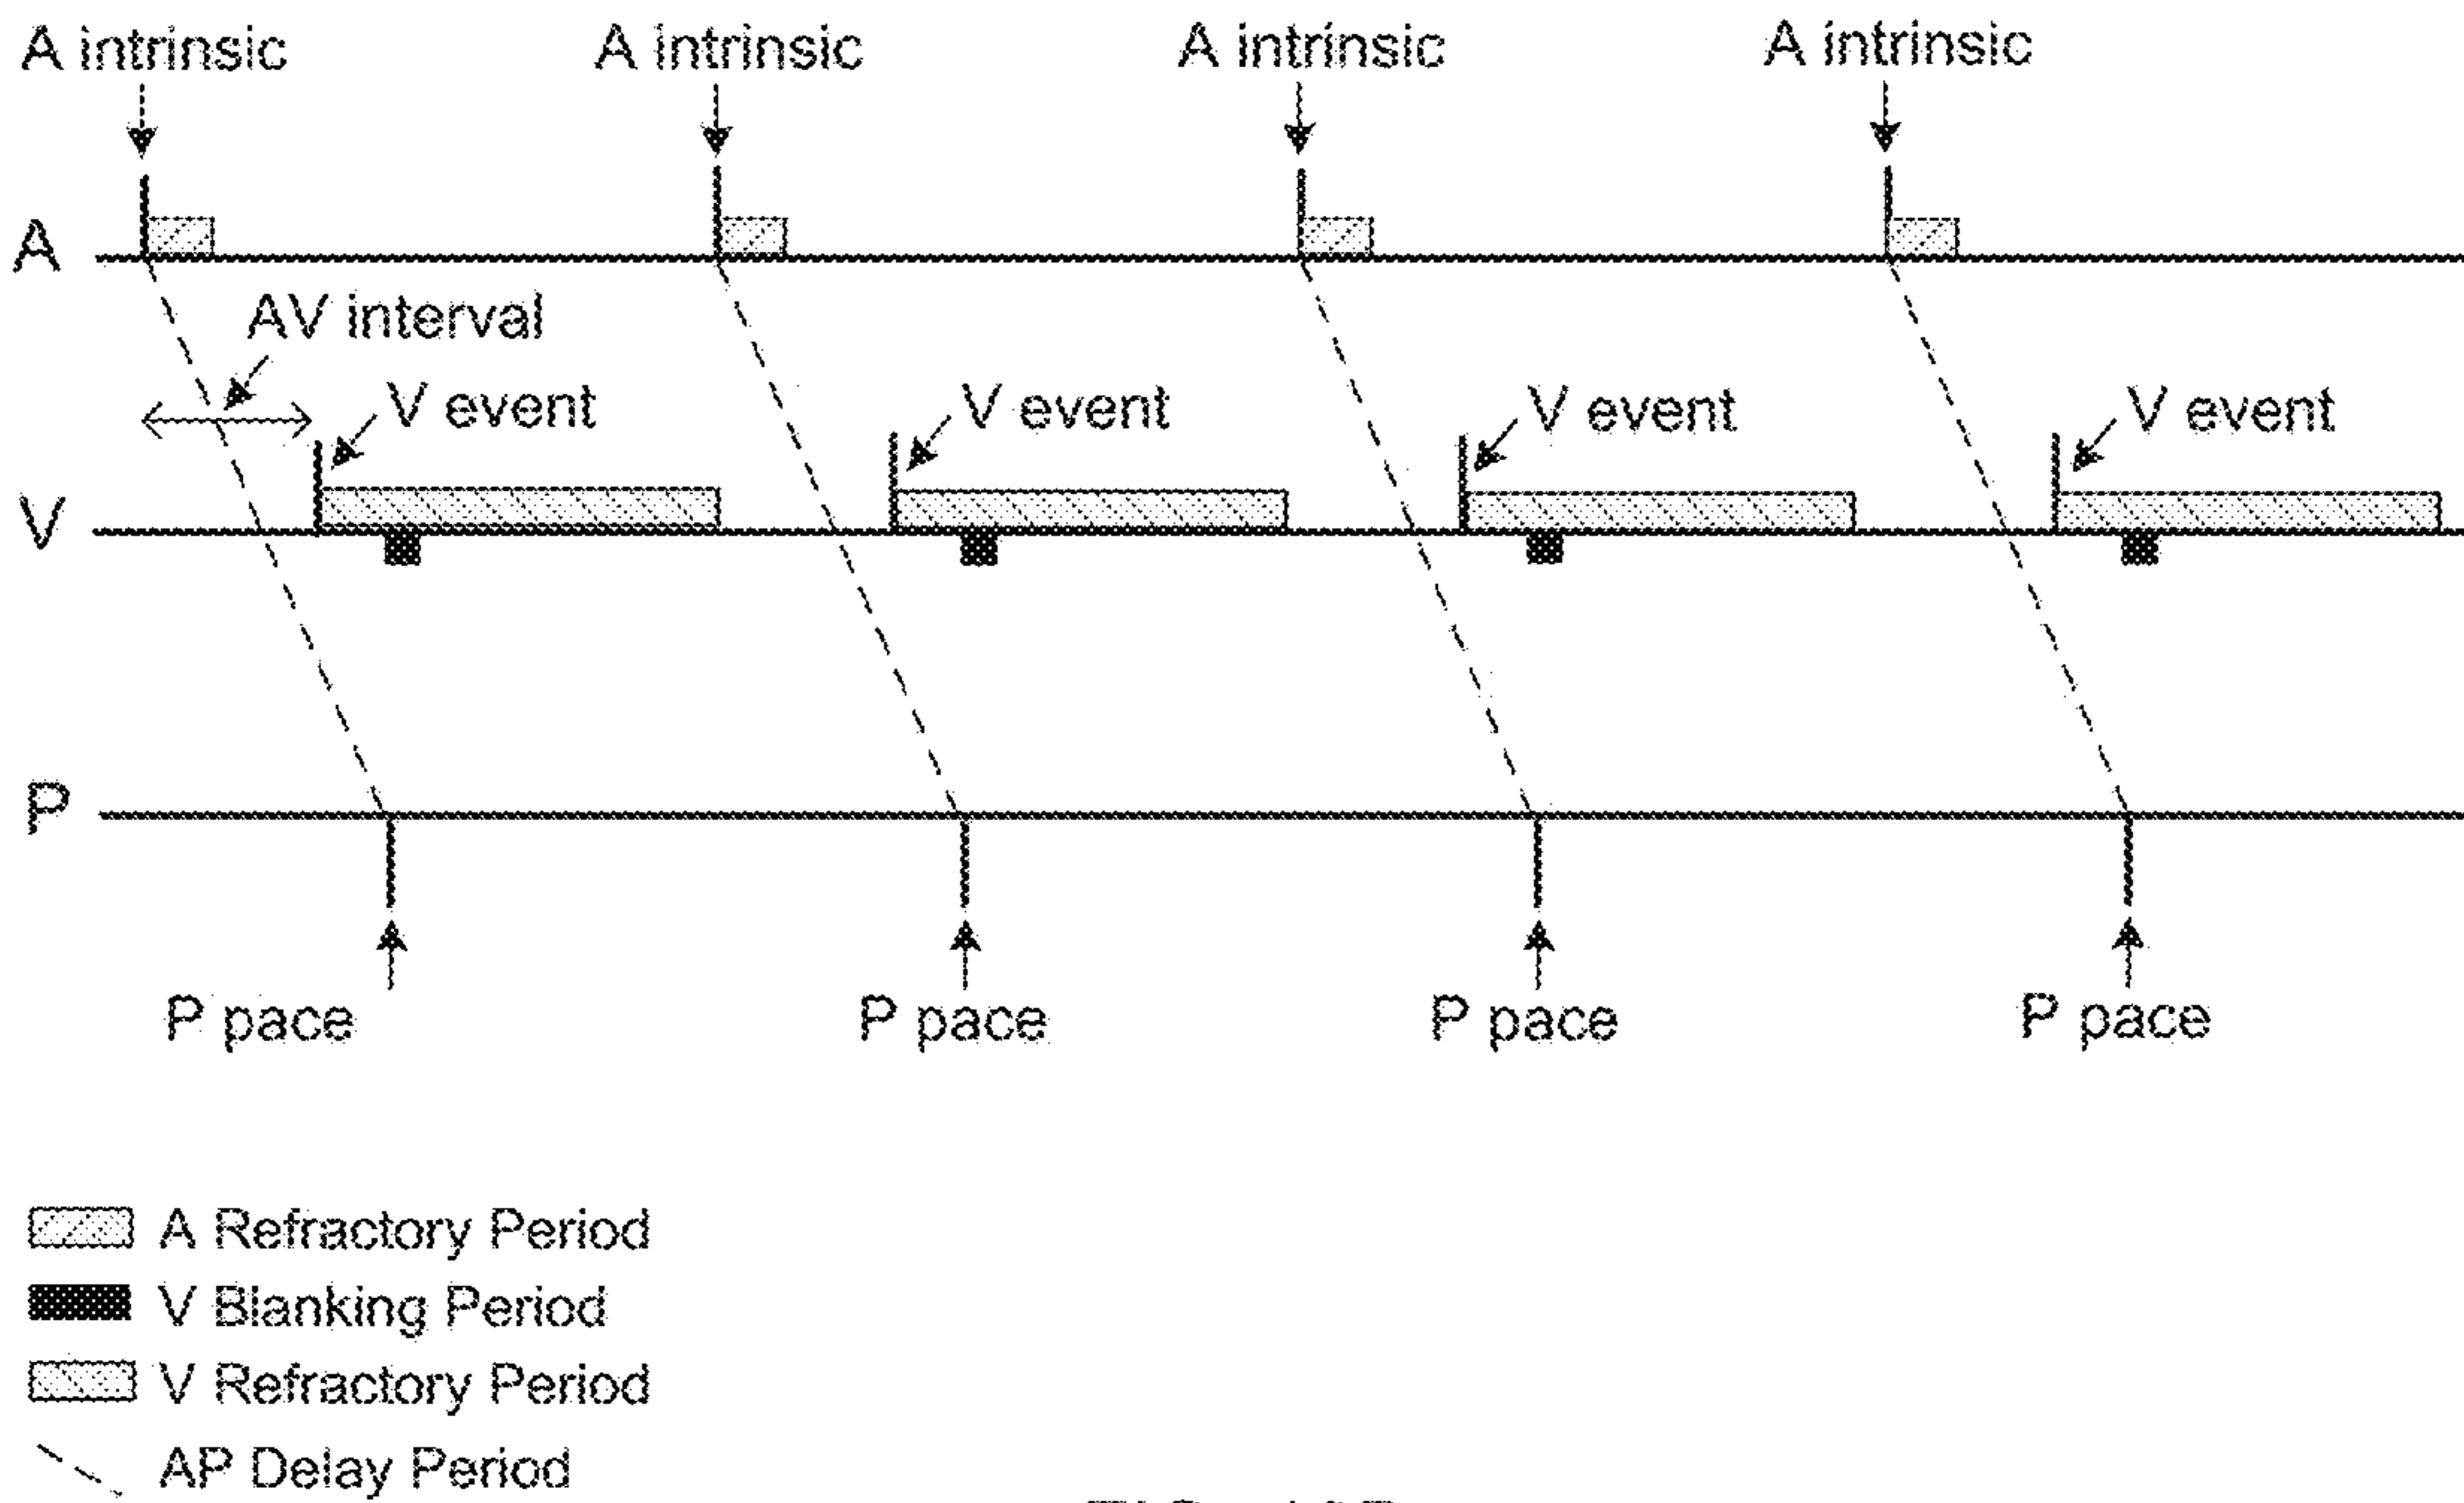 A intrinsic A intrinsic A intrinsic A intrinsic
A
AV interval
V event V event V event V event
V
P
P pace P pace P pace P pace
A Refractory Period
V Blanking Period
V Refractory Period
AP Delay Period